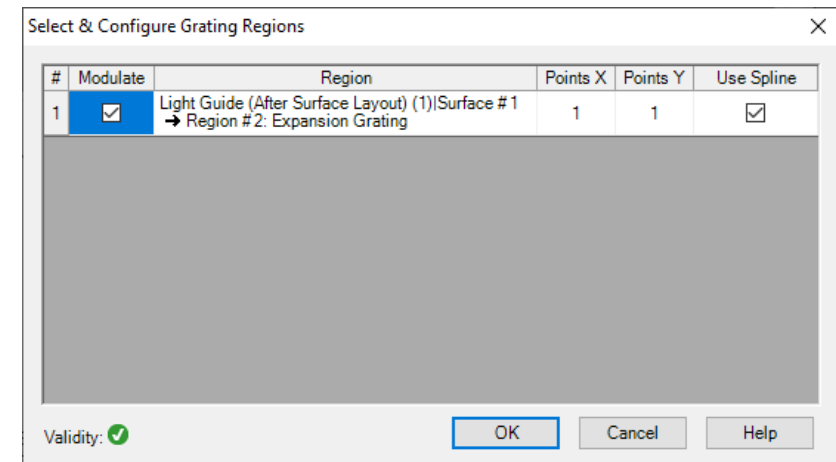 Select & Configure Grating Regions
# Modulate Region Points X Points Y Use Spline
1 Light Guide (After Surface Layout) (1)|Surface #1
➔ Region #2: Expansion Grating 1 1
Validity: OK Cancel Help